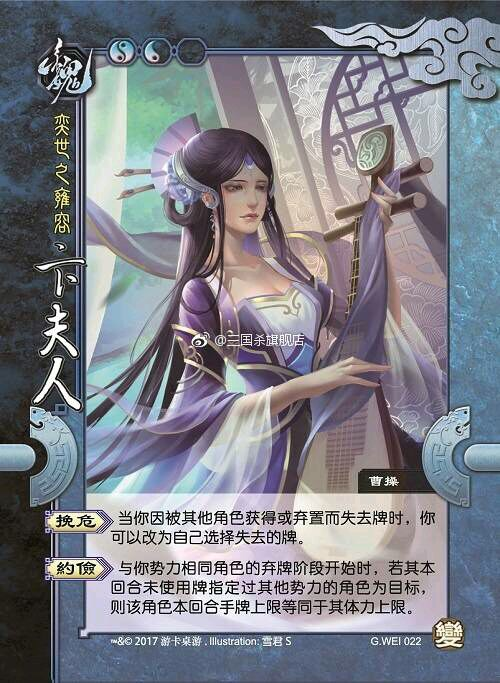 魏
奕世之雍容
卞夫人
@三国杀旗舰店
曹操
挽危
当你因被其他角色获得或弃置而失去牌时，你
可以改为自己选择失去的牌。
約儉
与你势力相同角色的弃牌阶段开始时，若其本
回合未使用牌指定过其他势力的角色为目标，
则该角色本回合手牌上限等同于其体力上限。
™&© 2017 游卡桌游 . Illustration: 雪君 S
G.WEI 022
變